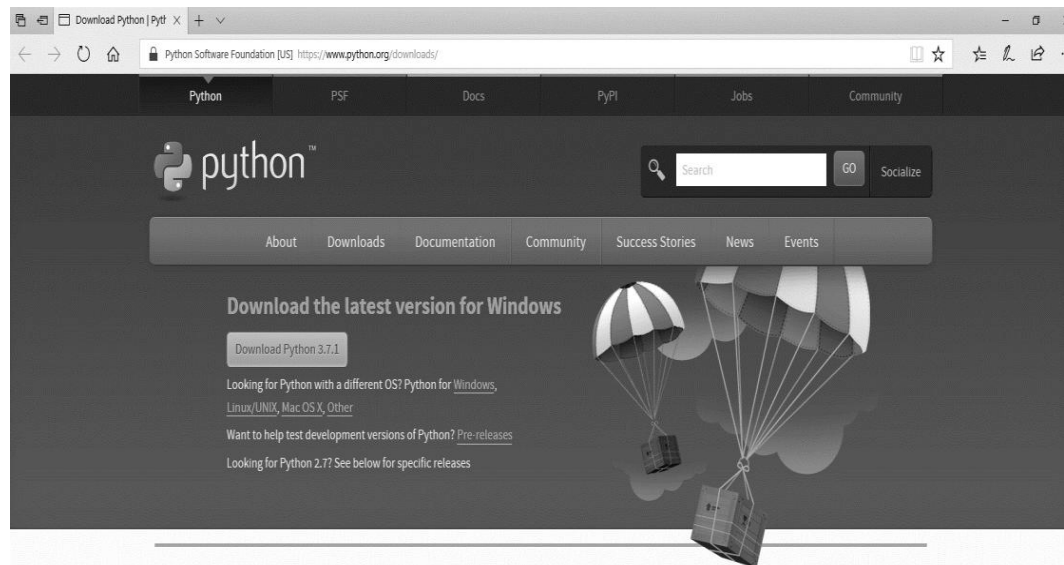 Download Python | Pyth
Python Software Foundation [US] https://www.python.org/downloads/
Python PSF Docs PyPI Jobs Community
python™
Search GO Socialize
About Downloads Documentation Community Success Stories News Events
Download the latest version for Windows
Download Python 3.7.1
Looking for Python with a different OS? Python for Windows,
Linux/UNIX, Mac OS X, Other
Want to help test development versions of Python? Pre-releases
Looking for Python 2.7? See below for specific releases